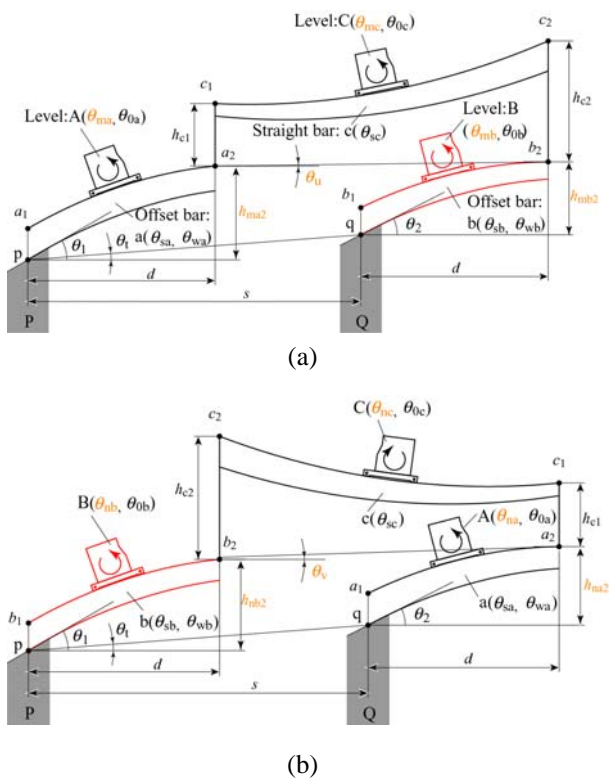 c₂
Level:C(θmc, θ0c)
c₁
Level:B
(θmb, θ0b)
hc2
Level:A(θma, θ0a)
hc1
Straight bar: c(θsc)
a₂
b₂
θu
b₁
a₁
hma2
Offset bar:
a(θsa, θwa)
q
Offset bar:
b(θsb, θwb)
hmb2
p
θ₁
θt
θ₂
d
d
s
P
Q
(a)
C(θnc, θ0c)
c₂
c₁
hc2
B(θnb, θ0b)
c(θsc)
A(θna, θ0a)
hc1
b₂
a₂
θv
a₁
b₁
hnb2
b(θsb, θwb)
a(θsa, θwa)
hna2
p
θ₁
θt
q
θ₂
d
d
s
P
Q
(b)